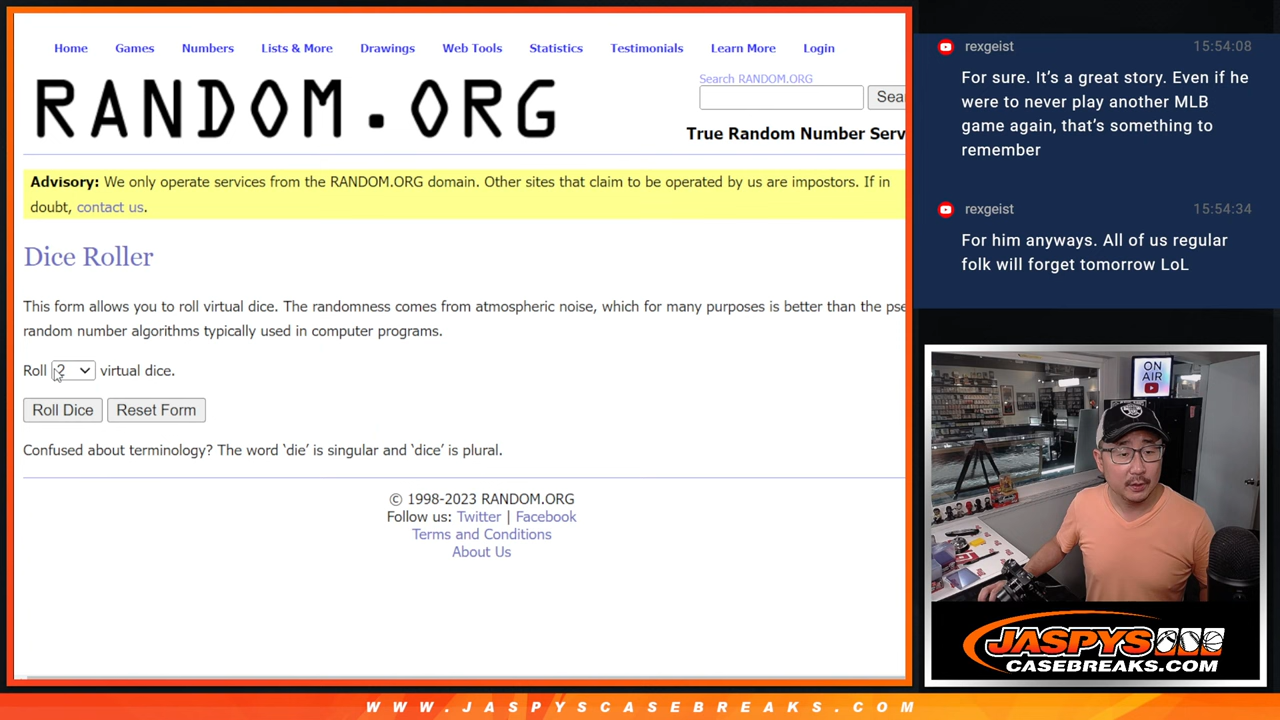 Home Games Numbers Lists & More Drawings Web Tools Statistics Testimonials Learn More Login
RANDOM.ORG
Search RANDOM.ORG
Sea
True Random Number Serv
Advisory: We only operate services from the RANDOM.ORG domain. Other sites that claim to be operated by us are impostors. If in
doubt, contact us.
Dice Roller
This form allows you to roll virtual dice. The randomness comes from atmospheric noise, which for many purposes is better than the pse
random number algorithms typically used in computer programs.
Roll 2 virtual dice.
Roll Dice Reset Form
Confused about terminology? The word ‘die’ is singular and ‘dice’ is plural.
© 1998-2023 RANDOM.ORG
Follow us: Twitter | Facebook
Terms and Conditions
About Us
rexgeist 15:54:08
For sure. It’s a great story. Even if he
were to never play another MLB
game again, that’s something to
remember
rexgeist 15:54:34
For him anyways. All of us regular
folk will forget tomorrow LoL
ON
AIR
JASPYS
CASEBREAKS.COM
WWW.JASPYSCASEBREAKS.COM